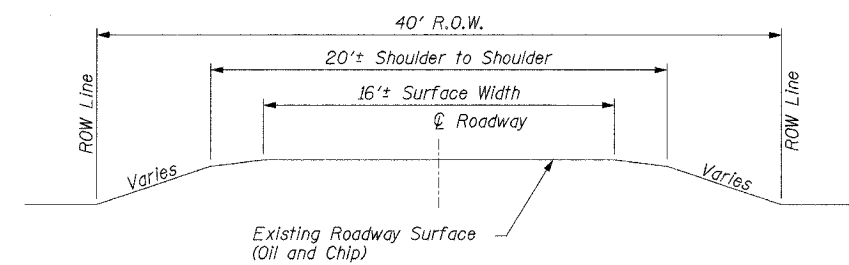 40' R.O.W.
20'± Shoulder to Shoulder
16'± Surface Width
℄ Roadway
ROW Line
ROW Line
Varies
Varies
Existing Roadway Surface
(Oil and Chip)